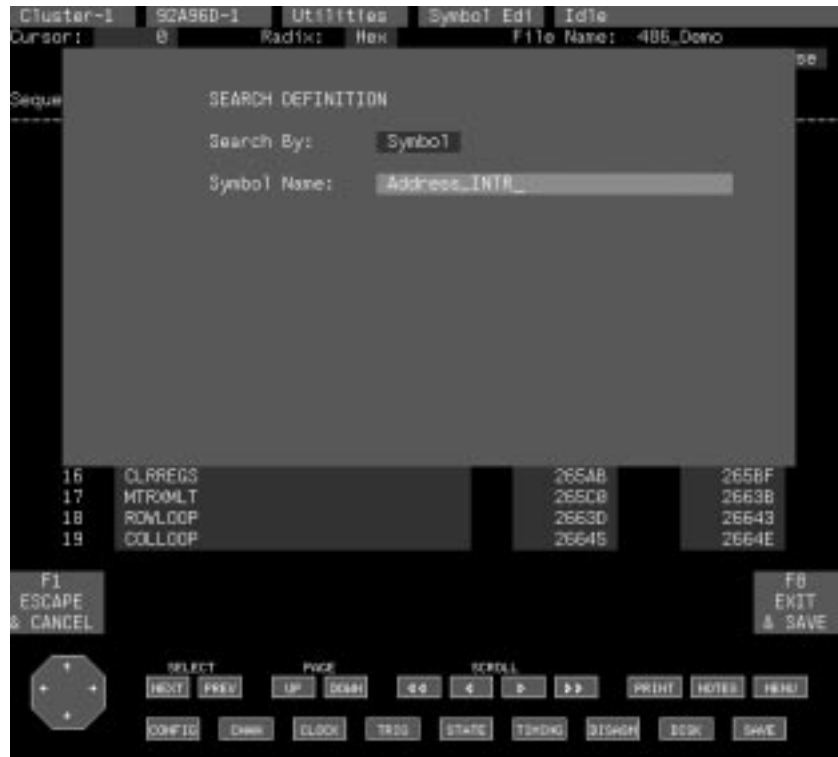 Cluster-1 92A96D-1 Utilities Symbol Edi Idle
Cursor: 0 Radix: Hex File Name: 486_Demo
se
Seque
SEARCH DEFINITION
Search By: Symbol
Symbol Name: Address_INTR_
16 CLRREGS 265AB 265BF
17 MTRXMLT 265C0 2663B
18 ROWLOOP 2663D 26643
19 COLLOOP 26645 2664E
F1 F8
ESCAPE EXIT
& CANCEL & SAVE
SELECT PAGE SCROLL
NEXT PREV UP DOWN PRINT NOTES MENU
CONFIG CHAN CLOCK TRIG STATE TIMING DISASM DISK SAVE